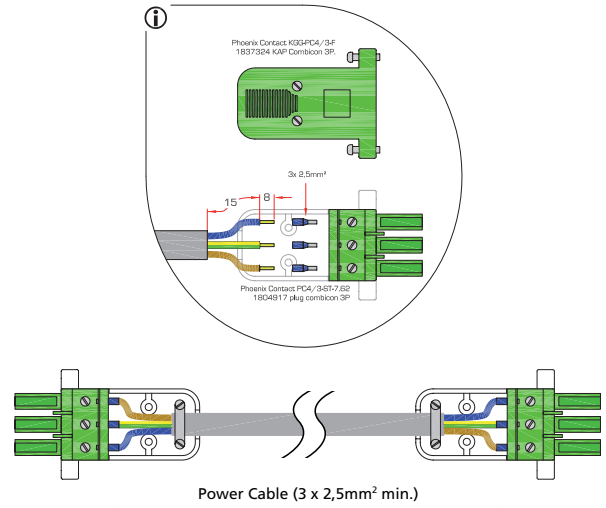 i
Phoenix Contact KGG-PC4/3-F
1837324 KAP Combicon 3P.
3x 2,5mm²
15
8
Phoenix Contact PC4/3-ST-7.62
1804917 plug combicon 3P
Power Cable (3 x 2,5mm² min.)